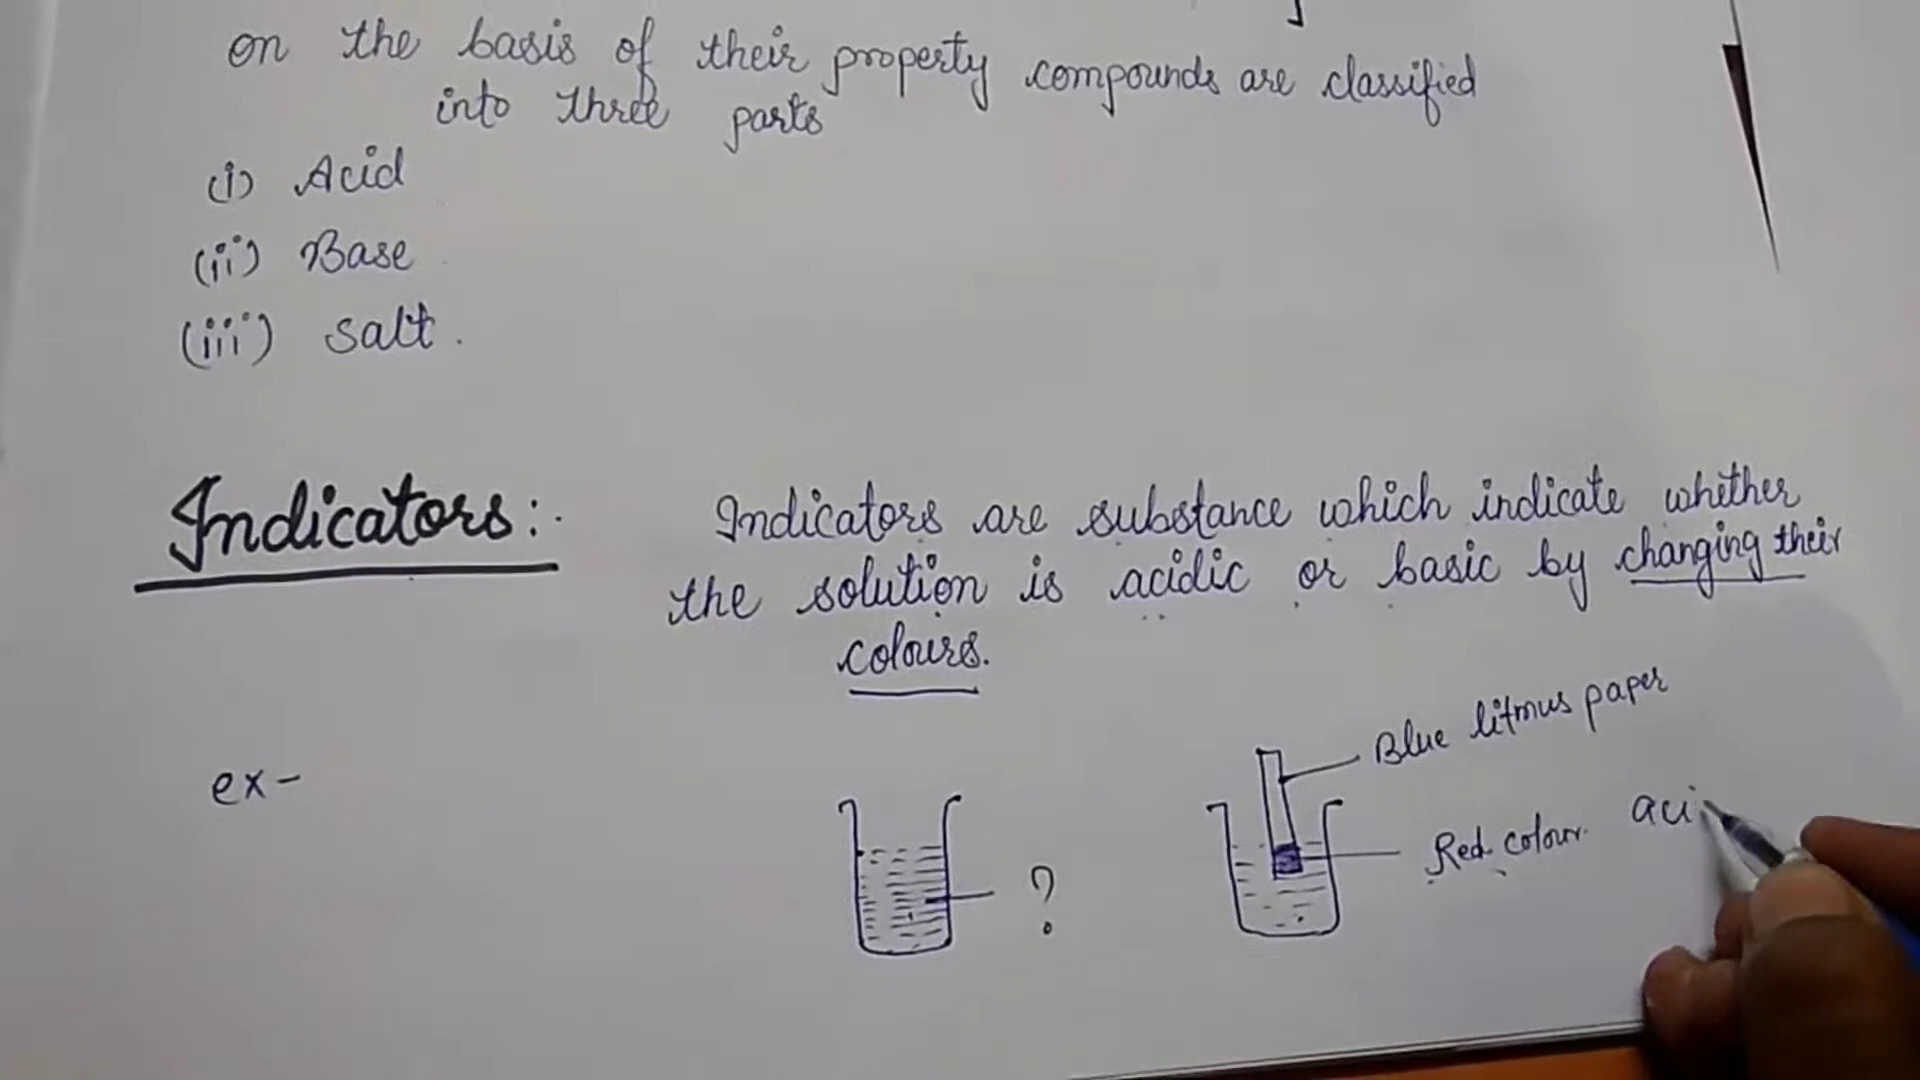 on the basis of their property compounds are classified
into three parts
(i) Acid
(ii) Base
(iii) salt.
Indicators:-
Indicators are substance which indicate whether
the solution is acidic or basic by changing their
colours.
ex-
?
Blue litmus paper
Red colour.
aci